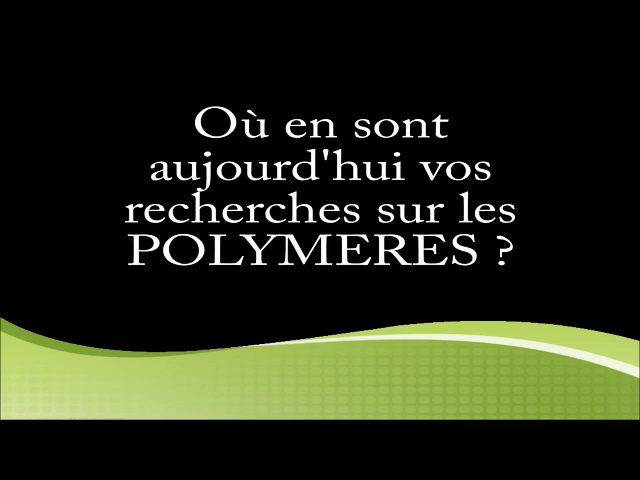 Où en sont
aujourd'hui vos
recherches sur les
POLYMERES ?